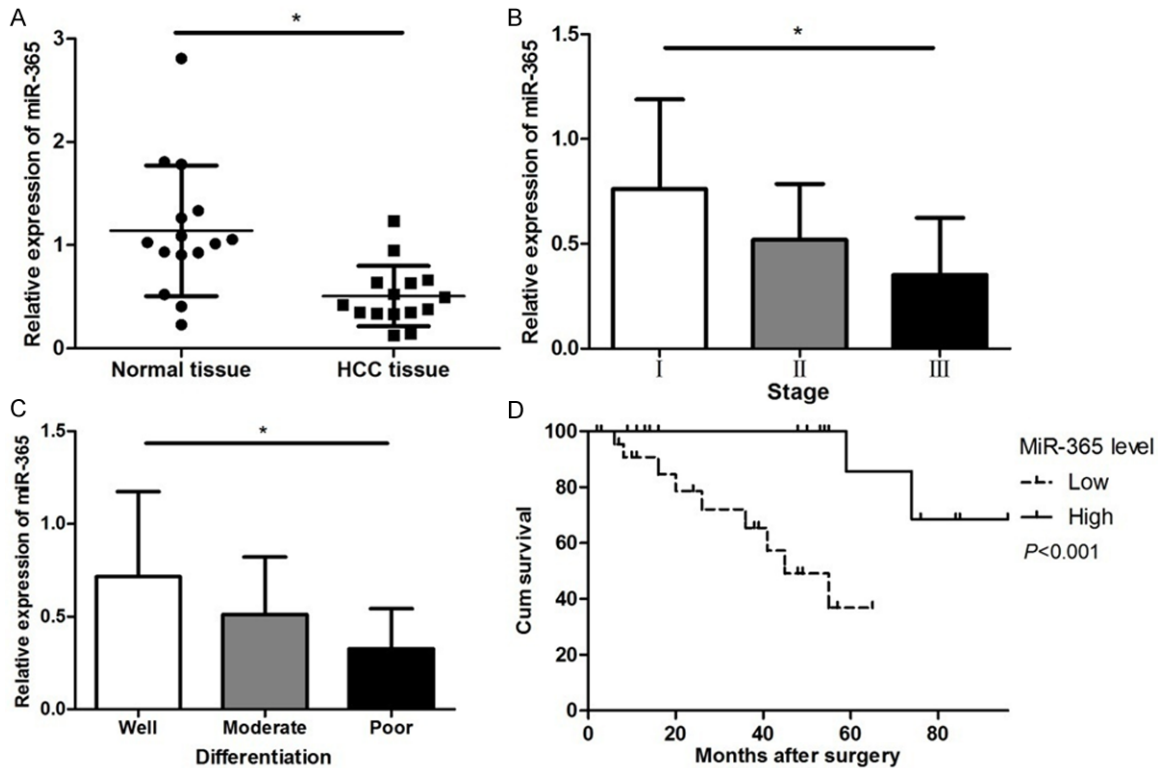 A
Relative expression of miR-365
3
2
1
0
*
Normal tissue
HCC tissue
B
Relative expression of miR-365
1.5
1.0
0.5
0.0
*
I
II
III
Stage
C
Relative expression of miR-365
1.5
1.0
0.5
0.0
*
Well
Moderate
Poor
Differentiation
D
Cum survival
100
80
60
40
20
0
0
20
40
60
80
Months after surgery
MiR-365 level
Low
High
P<0.001